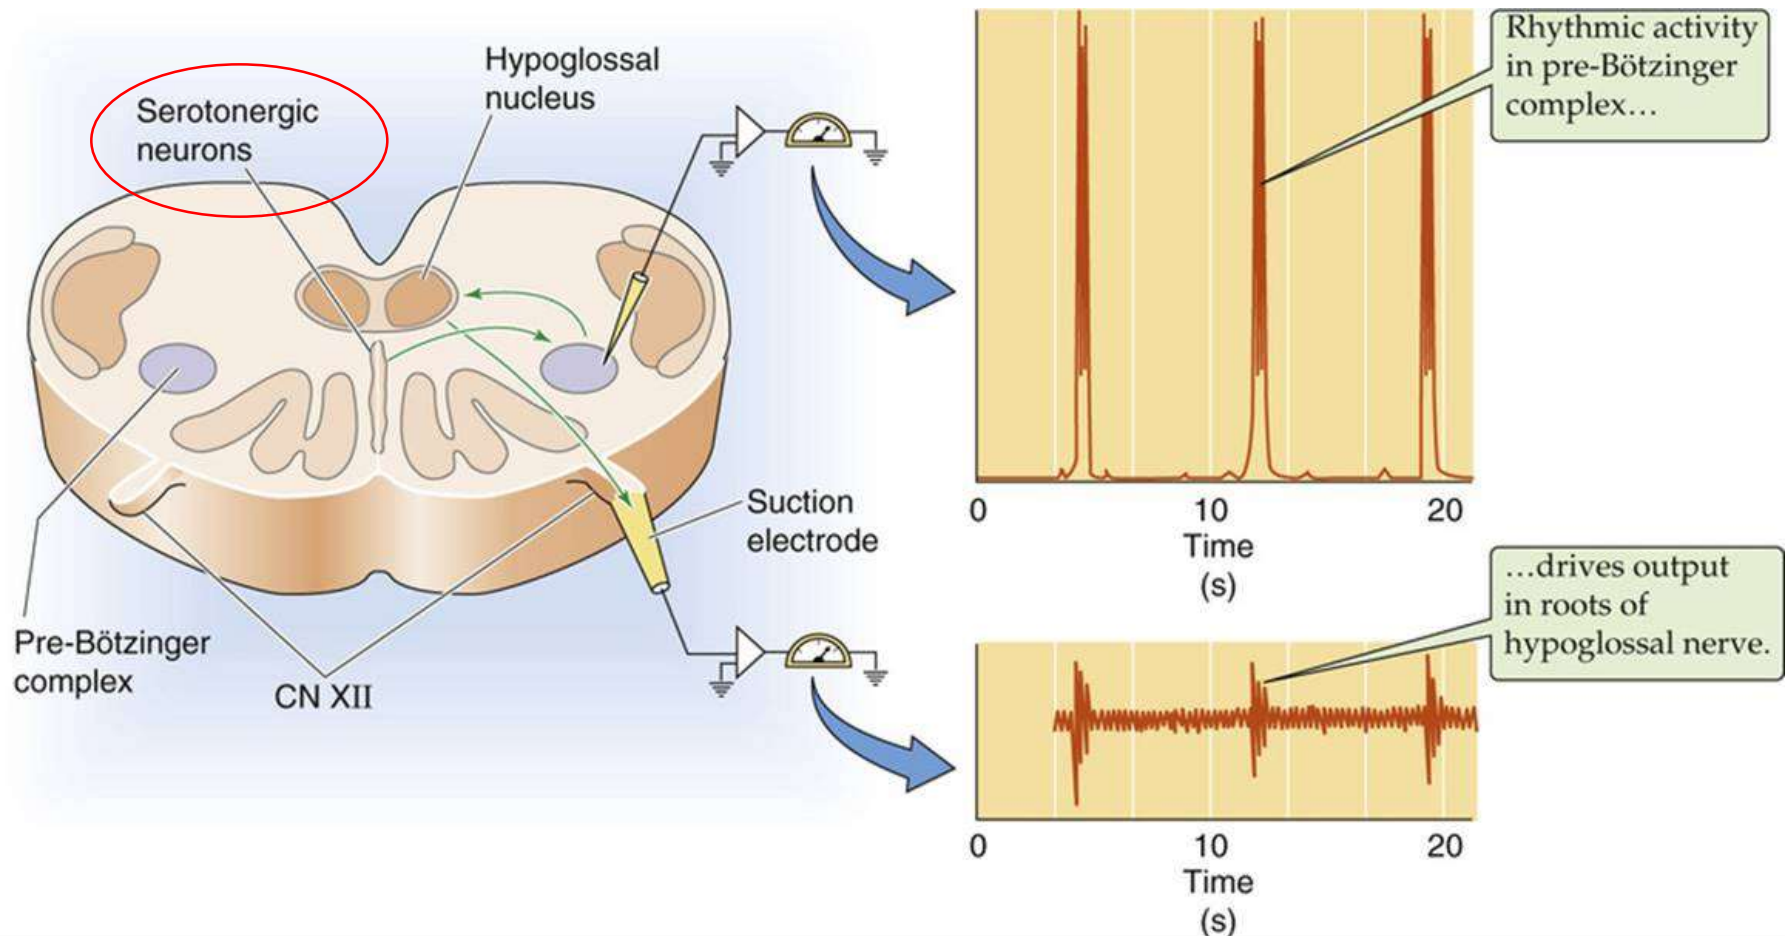 Serotonergic
neurons
Hypoglossal
nucleus
Pre-Bötzinger
complex
CN XII
Suction
electrode
Rhythmic activity
in pre-Bötzinger
complex…
0 10 20
Time
(s)
…drives output
in roots of
hypoglossal nerve.
0 10 20
Time
(s)